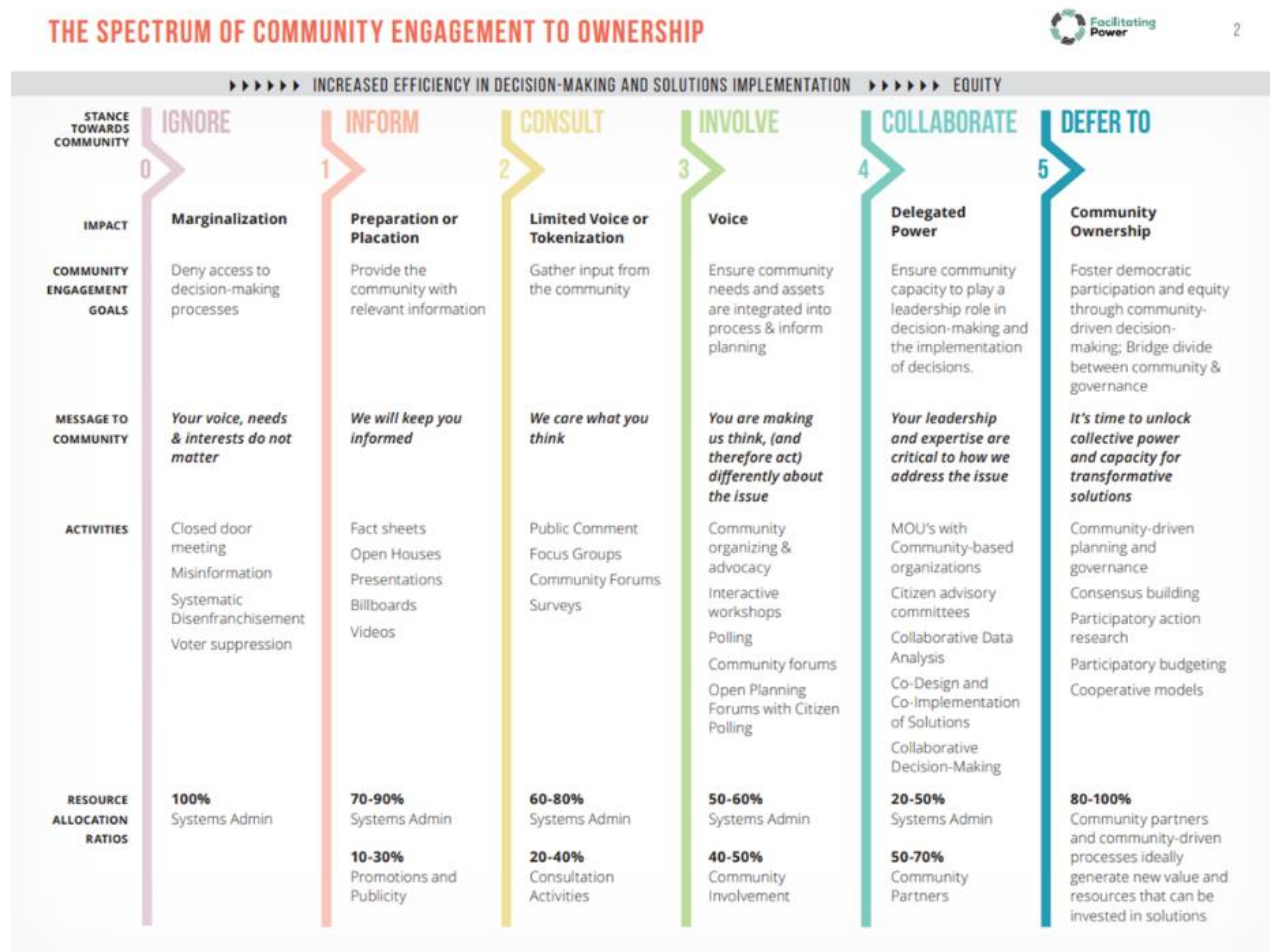 THE SPECTRUM OF COMMUNITY ENGAGEMENT TO OWNERSHIP
Facilitating
Power
2
INCREASED EFFICIENCY IN DECISION-MAKING AND SOLUTIONS IMPLEMENTATION EQUITY
STANCE
TOWARDS
COMMUNITY
IGNORE
INFORM
CONSULT
INVOLVE
COLLABORATE
DEFER TO
0
1
2
3
4
5
IMPACT
Marginalization
Preparation or
Placation
Limited Voice or
Tokenization
Voice
Delegated
Power
Community
Ownership
COMMUNITY
ENGAGEMENT
GOALS
Deny access to
decision-making
processes
Provide the
community with
relevant information
Gather input from
the community
Ensure community
needs and assets
are integrated into
process & inform
planning
Ensure community
capacity to play a
leadership role in
decision-making and
the implementation
of decisions.
Foster democratic
participation and equity
through community-
driven decision-
making; Bridge divide
between community &
governance
MESSAGE TO
COMMUNITY
Your voice, needs
& interests do not
matter
We will keep you
informed
We care what you
think
You are making
us think, (and
therefore act)
differently about
the issue
Your leadership
and expertise are
critical to how we
address the issue
It's time to unlock
collective power
and capacity for
transformative
solutions
ACTIVITIES
Closed door
meeting
Misinformation
Systematic
Disenfranchisement
Voter suppression
Fact sheets
Open Houses
Presentations
Billboards
Videos
Public Comment
Focus Groups
Community Forums
Surveys
Community
organizing &
advocacy
Interactive
workshops
Polling
Community forums
Open Planning
Forums with Citizen
Polling
MOU's with
Community-based
organizations
Citizen advisory
committees
Collaborative Data
Analysis
Co-Design and
Co-Implementation
of Solutions
Collaborative
Decision-Making
Community-driven
planning and
governance
Consensus building
Participatory action
research
Participatory budgeting
Cooperative models
RESOURCE
ALLOCATION
RATIOS
100%
Systems Admin
70-90%
Systems Admin
10-30%
Promotions and
Publicity
60-80%
Systems Admin
20-40%
Consultation
Activities
50-60%
Systems Admin
40-50%
Community
Involvement
20-50%
Systems Admin
50-70%
Community
Partners
80-100%
Community partners
and community-driven
processes ideally
generate new value and
resources that can be
invested in solutions